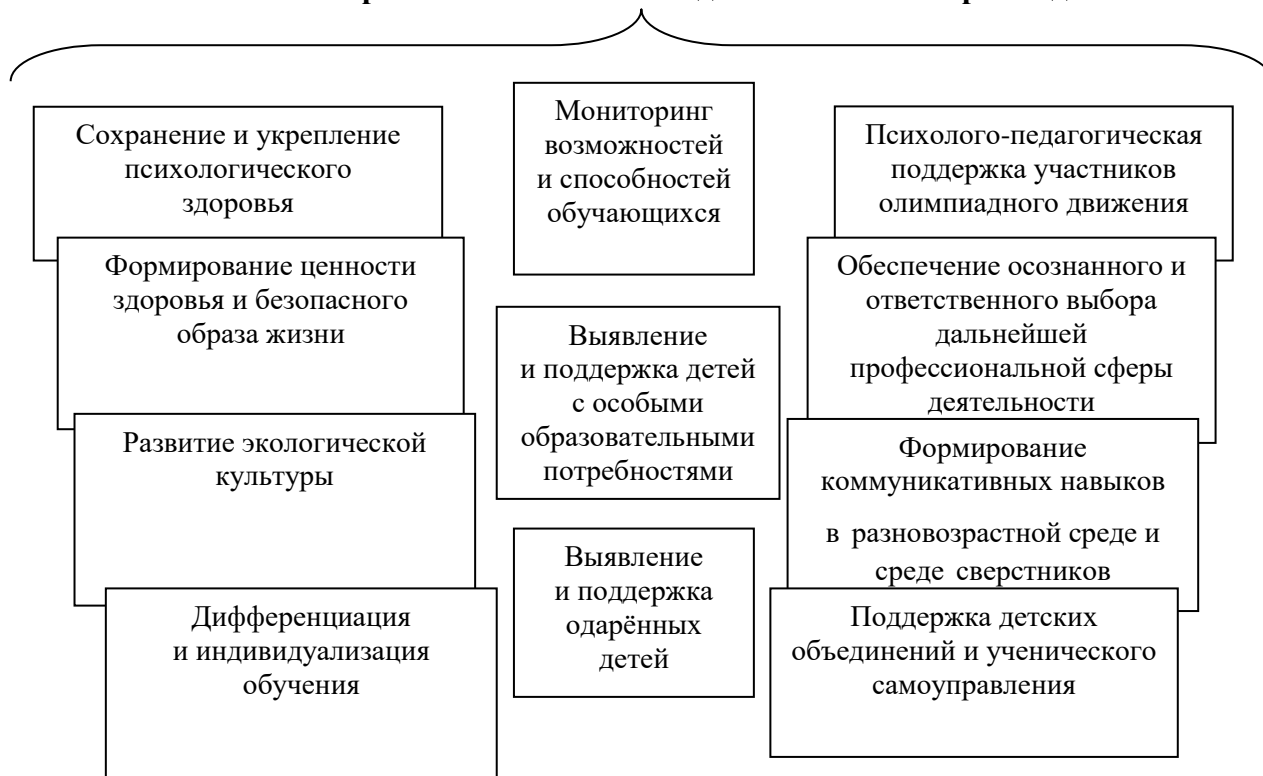 Сохранение и укрепление
психологического
здоровья
Формирование ценности
здоровья и безопасного
образа жизни
Развитие экологической
культуры
Дифференциация
и индивидуализация
обучения
Мониторинг
возможностей
и способностей
обучающихся
Выявление
и поддержка детей
с особыми
образовательными
потребностями
Выявление
и поддержка
одарённых
детей
Психолого-педагогическая
поддержка участников
олимпиадного движения
Обеспечение осознанного и
ответственного выбора
дальнейшей
профессиональной сферы
деятельности
Формирование
коммуникативных навыков
в разновозрастной среде и
среде сверстников
Поддержка детских
объединений и ученического
самоуправления